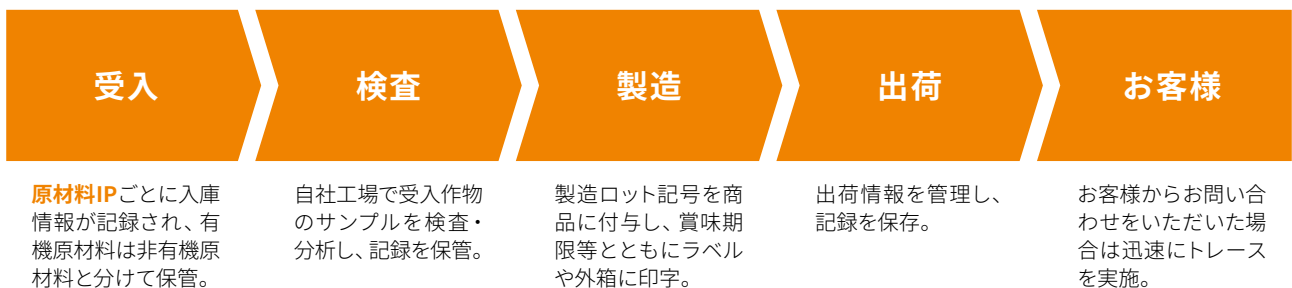 受入
検査
製造
出荷
お客様
原材料IPごとに入庫
情報が記録され、有
機原材料は非有機原
材料と分けて保管。
自社工場で受入作物
のサンプルを検査・
分析し、記録を保管。
製造ロット記号を商
品に付与し、賞味期
限等とともにラベル
や外箱に印字。
出荷情報を管理し、
記録を保存。
お客様からお問い合
わせをいただいた場
合は迅速にトレース
を実施。